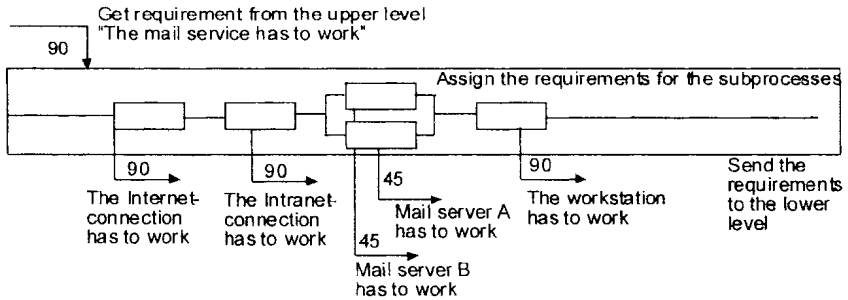 Get requirement from the upper level
"The mail service has to work"
90
Assign the requirements for the subprocesses
90
The Internet-
connection
has to work
90
The Intranet-
connection
has to work
45
Mail server A
has to work
45
Mail server B
has to work
90
The workstation
has to work
Send the
requirements
to the lower
level